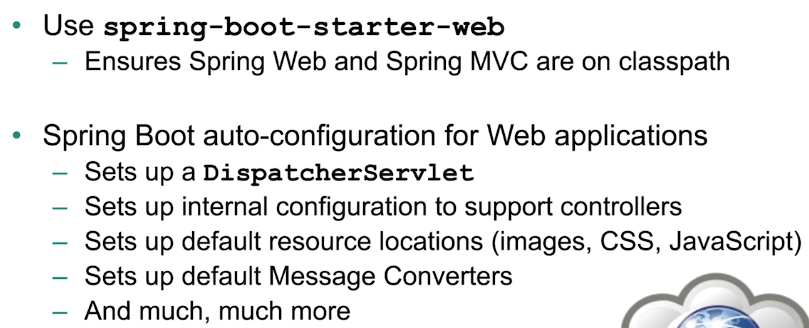 • Use spring-boot-starter-web
– Ensures Spring Web and Spring MVC are on classpath
• Spring Boot auto-configuration for Web applications
– Sets up a DispatcherServlet
– Sets up internal configuration to support controllers
– Sets up default resource locations (images, CSS, JavaScript)
– Sets up default Message Converters
– And much, much more